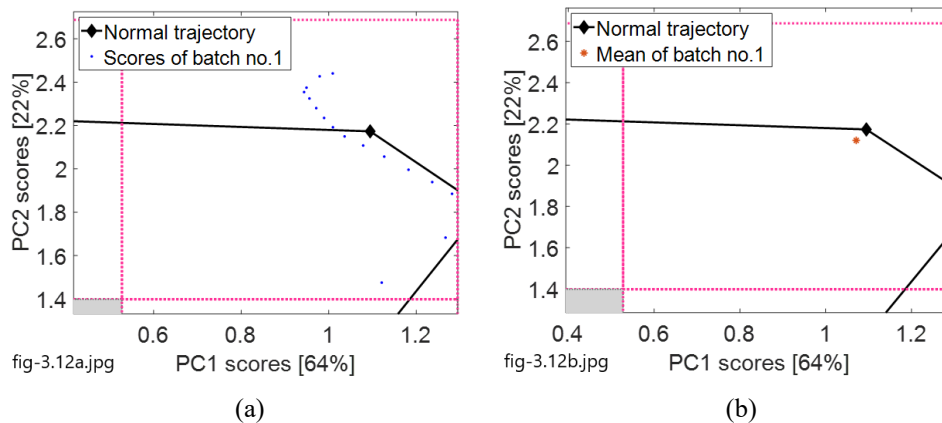 Normal trajectory
Scores of batch no.1
PC2 scores [22%]
2.6
2.4
2.2
2
1.8
1.6
1.4
0.6
0.8
1
1.2
PC1 scores [64%]
fig-3.12a.jpg
(a)
Normal trajectory
Mean of batch no.1
PC2 scores [22%]
2.6
2.4
2.2
2
1.8
1.6
1.4
0.4
0.6
0.8
1
1.2
PC1 scores [64%]
fig-3.12b.jpg
(b)